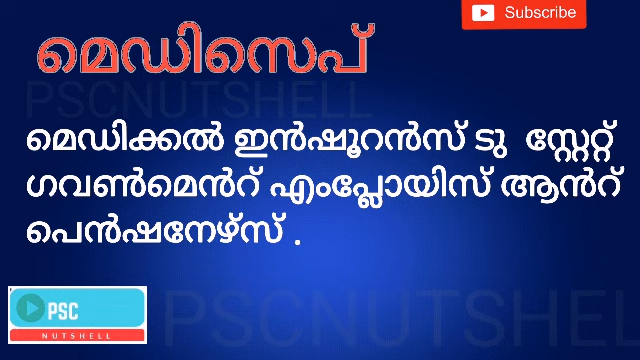 Subscribe
മെഡിസെപ്
PSCNUTSHELL
മെഡിക്കൽ ഇൻഷൂറൻസ് ടു സ്റ്റേറ്റ്
ഗവൺമെൻറ് എംപ്ലോയിസ് ആൻറ്
പെൻഷനേഴ്സ് .
PSC
NUTSHELL
PSCNUTSHELL